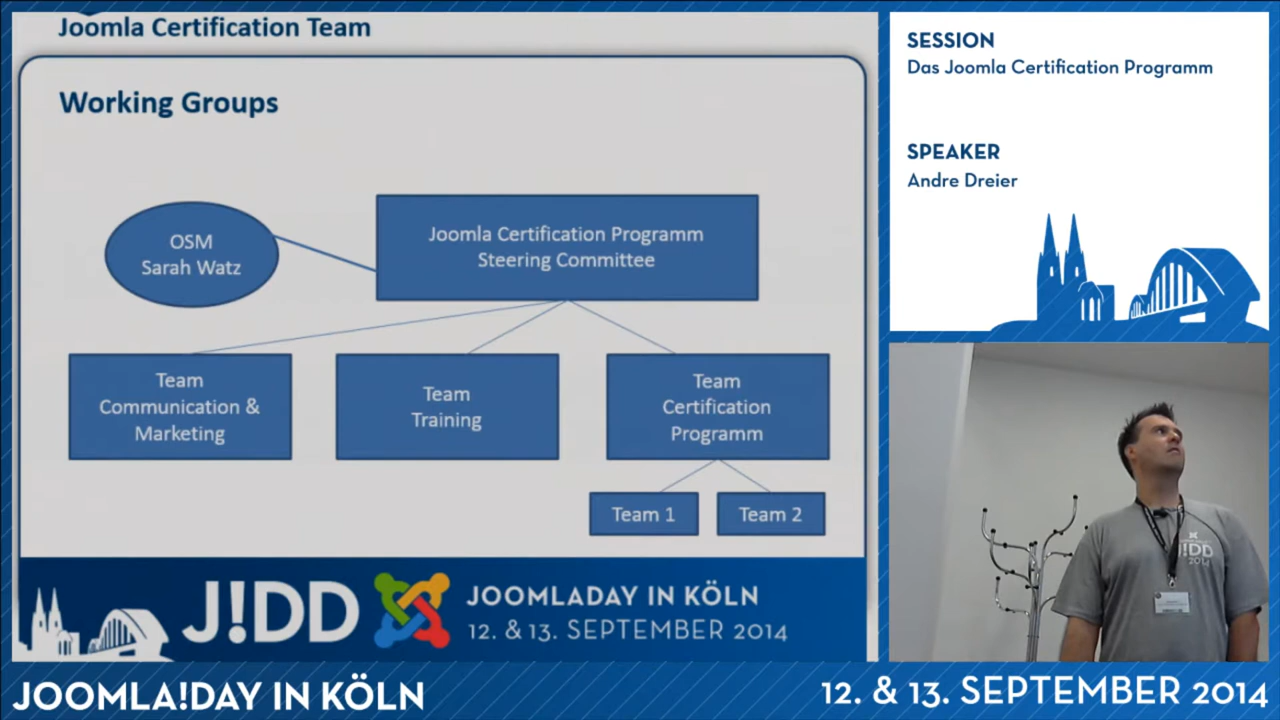 Joomla Certification Team
Working Groups
OSM
Sarah Watz
Joomla Certification Programm
Steering Committee
Team
Communication &
Marketing
Team
Training
Team
Certification
Programm
Team 1
Team 2
J!DD
JOOMLADAY IN KÖLN
12. & 13. SEPTEMBER 2014
SESSION
Das Joomla Certification Programm
SPEAKER
Andre Dreier
J!DD
2014
JOOMLA!DAY IN KÖLN
12. & 13. SEPTEMBER 2014